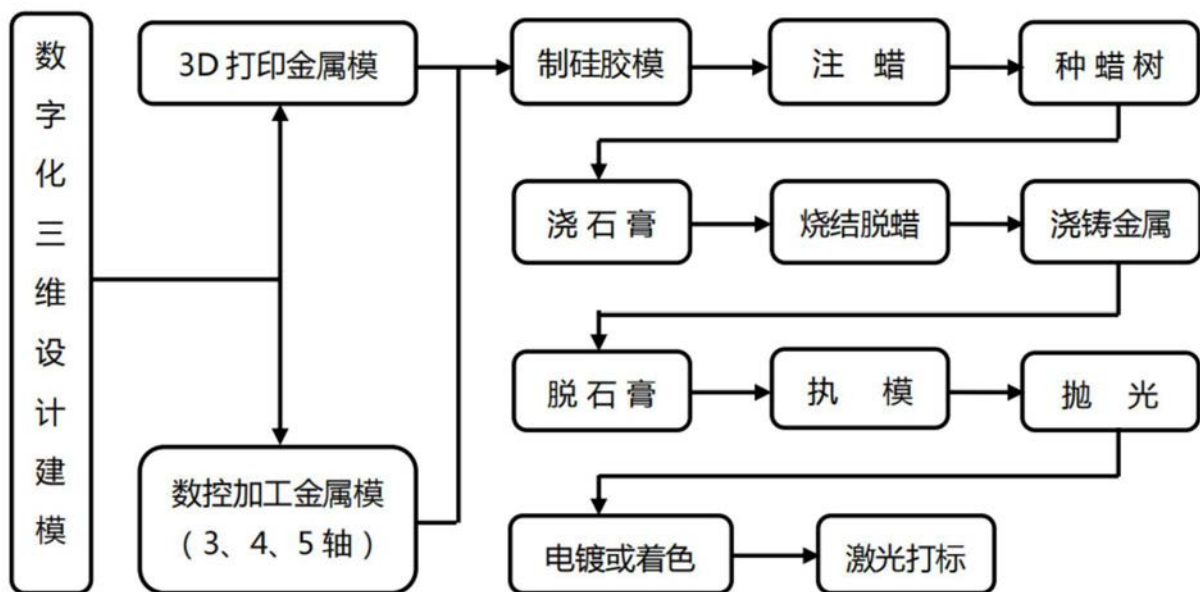 数字化三维设计建模
3D 打印金属模
数控加工金属模
（3、4、5 轴）
制硅胶模
注 蜡
种 蜡 树
浇 石 膏
烧结脱蜡
浇铸金属
脱 石 膏
执 模
抛 光
电镀或着色
激光打标